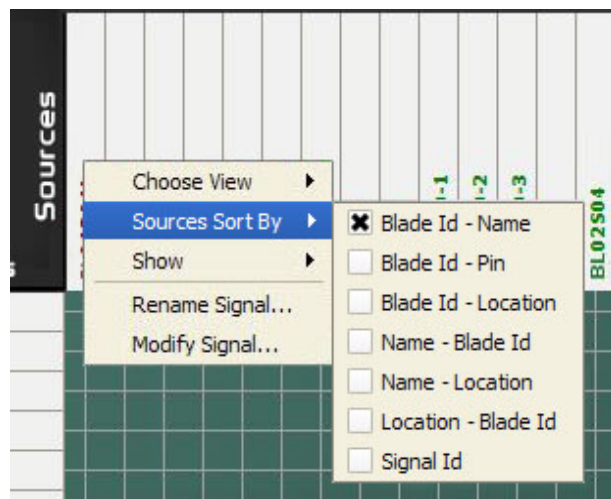 Sources
Choose View
Sources Sort By
Show
Rename Signal...
Modify Signal...
Blade Id - Name
Blade Id - Pin
Blade Id - Location
Name - Blade Id
Name - Location
Location - Blade Id
Signal Id
BL02S04